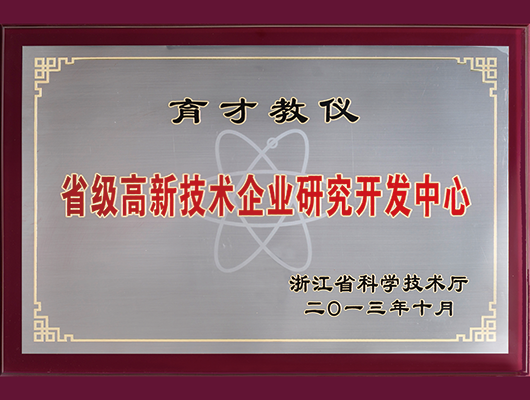 育才教仪
省级高新技术企业研究开发中心
浙江省科学技术厅
二〇一三年十月